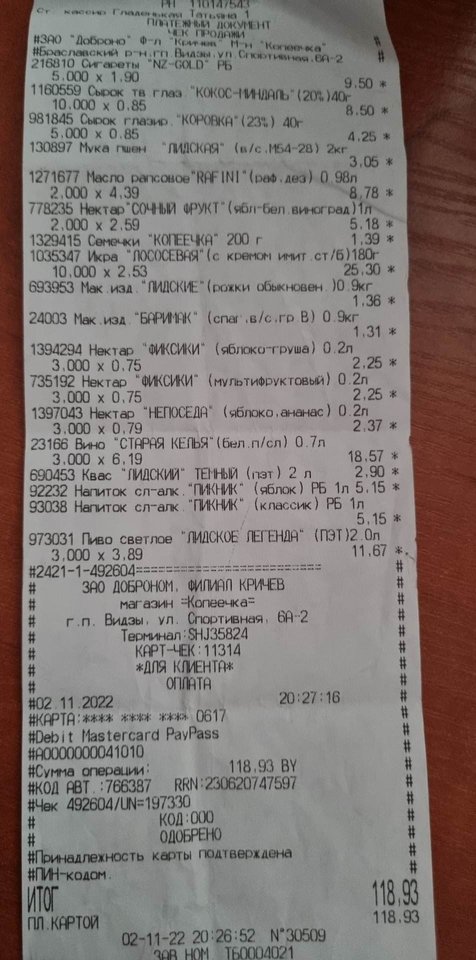 РН 110147543
Ст. кассир Гладенькая Татьяна 1
ПЛАТЕЖНЫЙ ДОКУМЕНТ
ЧЕК ПРОДАЖИ
#ЗАО "Доброно" Ф-л "Кричев" М-н "Копеечка" #
#Браславский р-н,гп Видзы,ул Спортивная,6А-2 #
216810 Сигареты "NZ-GOLD" РБ
5.000 x 1.90 9.50 *
1160559 Сырок тв глаз."КОКОС-МИНДАЛЬ"(20%)40г
10.000 x 0.85 8.50 *
981845 Сырок глазир."КОРОВКА"(23%) 40г
5.000 x 0.85 4.25 *
130897 Мука пшен. "ЛИДСКАЯ" (в/с,М54-28) 2кг
3.05 *
1271677 Масло рапсовое"RAFINI"(раф.дез) 0.98л
2.000 x 4.39 8.78 *
778235 Нектар"СОЧНЫЙ ФРУКТ"(ябл-бел.виноград)1л
2.000 x 2.59 5.18 *
1329415 Семечки "КОПЕЕЧКА" 200 г 1.39 *
1035347 Икра "ЛОСОСЕВАЯ"(с кремом имит.ст/б)180г
10.000 x 2.53 25.30 *
693953 Мак.изд."ЛИДСКИЕ"(рожки обыкновен.)0.9кг
1.36 *
24003 Мак.изд."БАРИМАК" (спаг.в/с,гр В) 0.9кг
1.31 *
1394294 Нектар "ФИКСИКИ" (яблоко-груша) 0.2л
3.000 x 0.75 2.25 *
735192 Нектар "ФИКСИКИ" (мультифруктовый) 0.2л
3.000 x 0.75 2.25 *
1397043 Нектар "НЕПОСЕДА" (яблоко,ананас) 0.2л
3.000 x 0.79 2.37 *
23166 Вино "СТАРАЯ КЕЛЬЯ"(бел.п/сл) 0.7л
3.000 x 6.19 18.57 *
690453 Квас "ЛИДСКИЙ" ТЕМНЫЙ (пэт) 2 л 2.90 *
92232 Напиток сл-алк."ПИКНИК" (яблок) РБ 1л 5.15 *
93038 Напиток сл-алк."ПИКНИК" (классик) РБ 1л
5.15 *
973031 Пиво светлое "ЛИДСКОЕ ЛЕГЕНДА" (ПЭТ)2.0л
3.000 x 3.89 11.67 *
#2421-1-492604========================== #
# ЗАО ДОБРОНОМ, ФИЛИАЛ КРИЧЕВ #
# магазин =Копеечка= #
# г.п. Видзы, ул. Спортивная, 6А-2 #
# Терминал:SHJ35824 #
# КАРТ-ЧЕК:11314 #
# *ДЛЯ КЛИЕНТА* #
# ОПЛАТА #
#02.11.2022 20:27:16 #
#КАРТА:**** **** **** 0617 #
#Debit Mastercard PayPass #
#A0000000041010 #
#Сумма операции: 118,93 BY #
#КОД АВТ.:766387 RRN:230620747597 #
#Чек 492604/UN=197330 #
# КОД:000 #
# ОДОБРЕНО #
#Принадлежность карты подтверждена #
#ПИН-кодом. #
ИТОГ 118.93
ПЛ.КАРТОЙ 118.93
02-11-22 20:26:52 N°30509
ЗАВ.НОМ. ТБ0004021